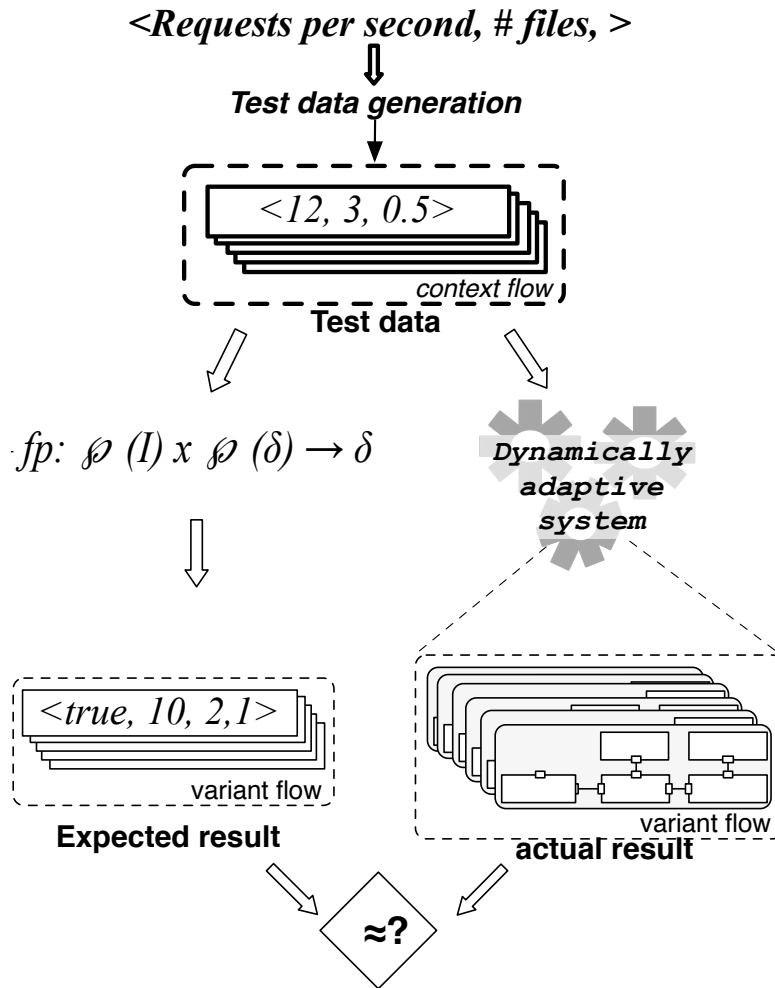 <Requests per second, # files, >
Test data generation
<12, 3, 0.5>
context flow
Test data
· fp: ℘ (I) x ℘ (δ) → δ
Dynamically
adaptive
system
<true, 10, 2,1>
variant flow
Expected result
variant flow
actual result
≈?